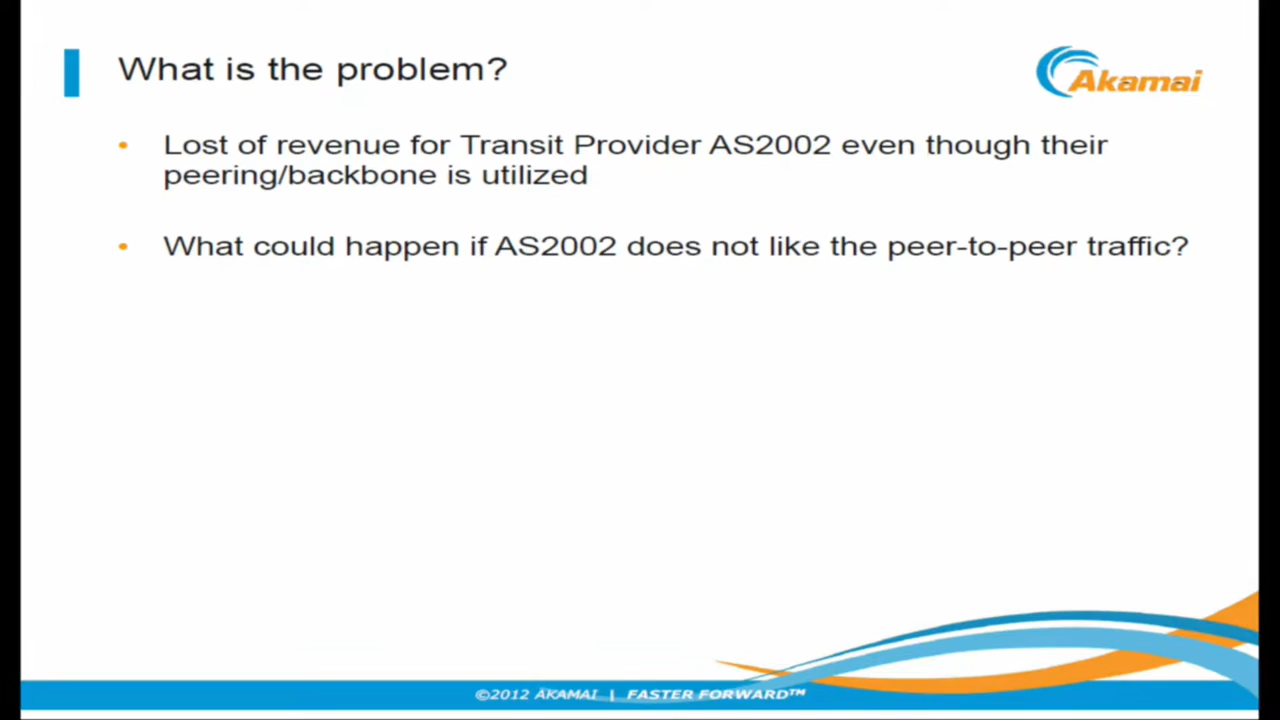 What is the problem?
Akamai
• Lost of revenue for Transit Provider AS2002 even though their
peering/backbone is utilized
• What could happen if AS2002 does not like the peer-to-peer traffic?
©2012 AKAMAI | FASTER FORWARD™